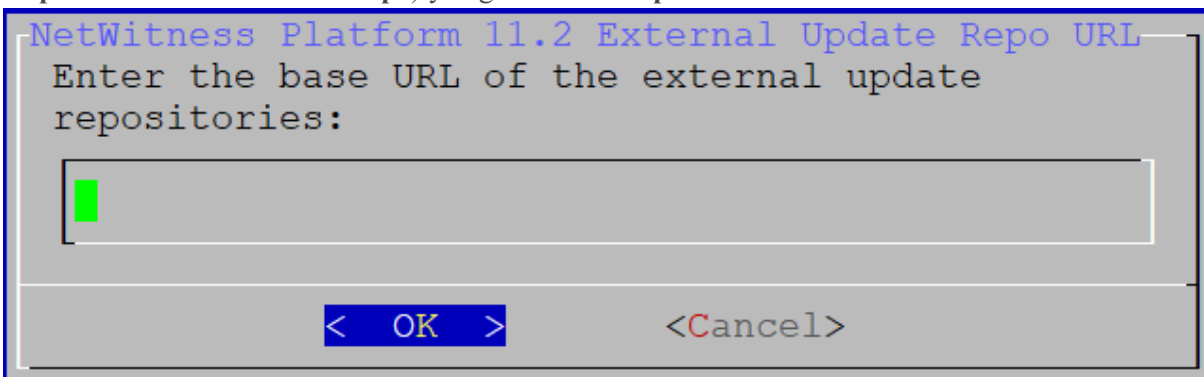 NetWitness Platform 11.2 External Update Repo URL
Enter the base URL of the external update
repositories:
< OK > <Cancel>